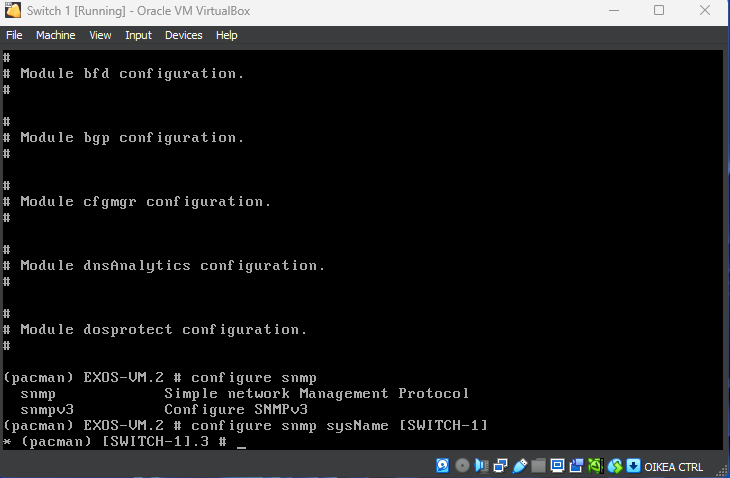 Switch 1 [Running] - Oracle VM VirtualBox
File Machine View Input Devices Help
#
# Module bfd configuration.
#
#
# Module bgp configuration.
#
#
# Module cfgmgr configuration.
#
#
# Module dnsAnalytics configuration.
#
#
# Module dosprotect configuration.
#
(pacman) EXOS-VM.2 # configure snmp
snmp Simple network Management Protocol
snmpv3 Configure SNMPv3
(pacman) EXOS-VM.2 # configure snmp sysName [SWITCH-1]
* (pacman) [SWITCH-1].3 # _
OIKEA CTRL